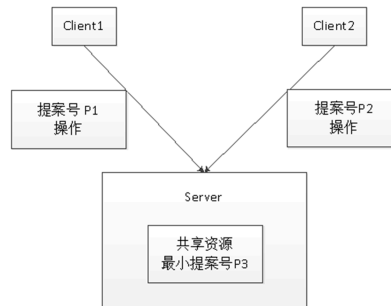 Client1
Client2
提案号 P1
操作
提案号P2
操作
Server
共享资源
最小提案号P3